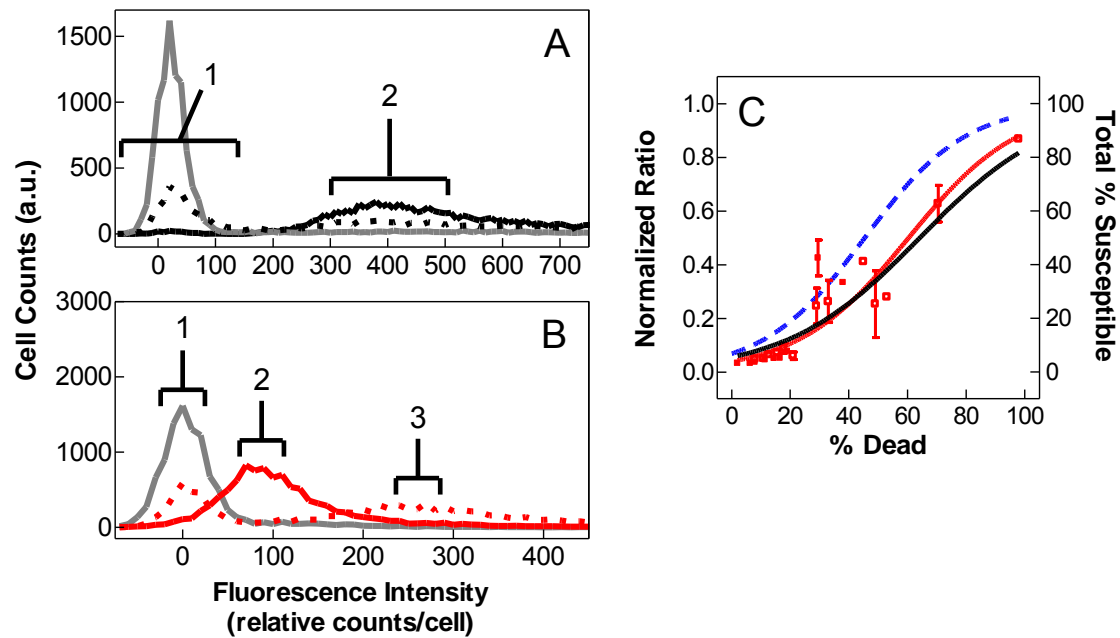 A
1500
1000
500
0
1
2
0 100 200 300 400 500 600 700
B
3000
2000
1000
0
1
2
3
0 100 200 300 400
Cell Counts (a.u.)
Fluorescence Intensity
(relative counts/cell)
C
1.0
0.8
0.6
0.4
0.2
0.0
100
80
60
40
20
0
0 20 40 60 80 100
Normalized Ratio
Total % Susceptible
% Dead